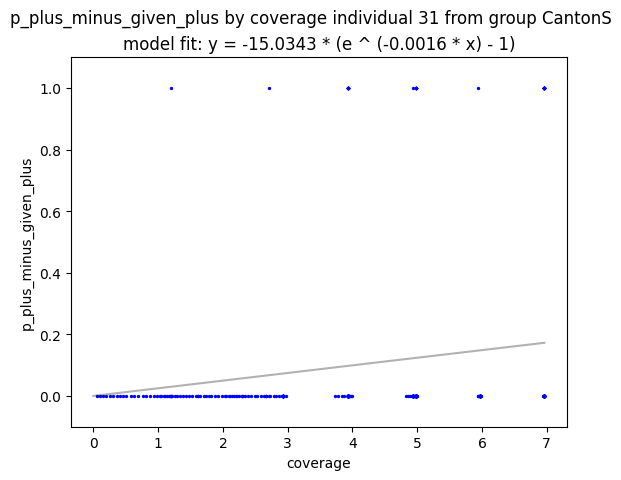 p_plus_minus_given_plus by coverage individual 31 from group CantonS
model fit: y = -15.0343 * (e ^ (-0.0016 * x) - 1)
1.0
0.8
0.6
0.4
0.2
0.0
p_plus_minus_given_plus
0 1 2 3 4 5 6 7
coverage